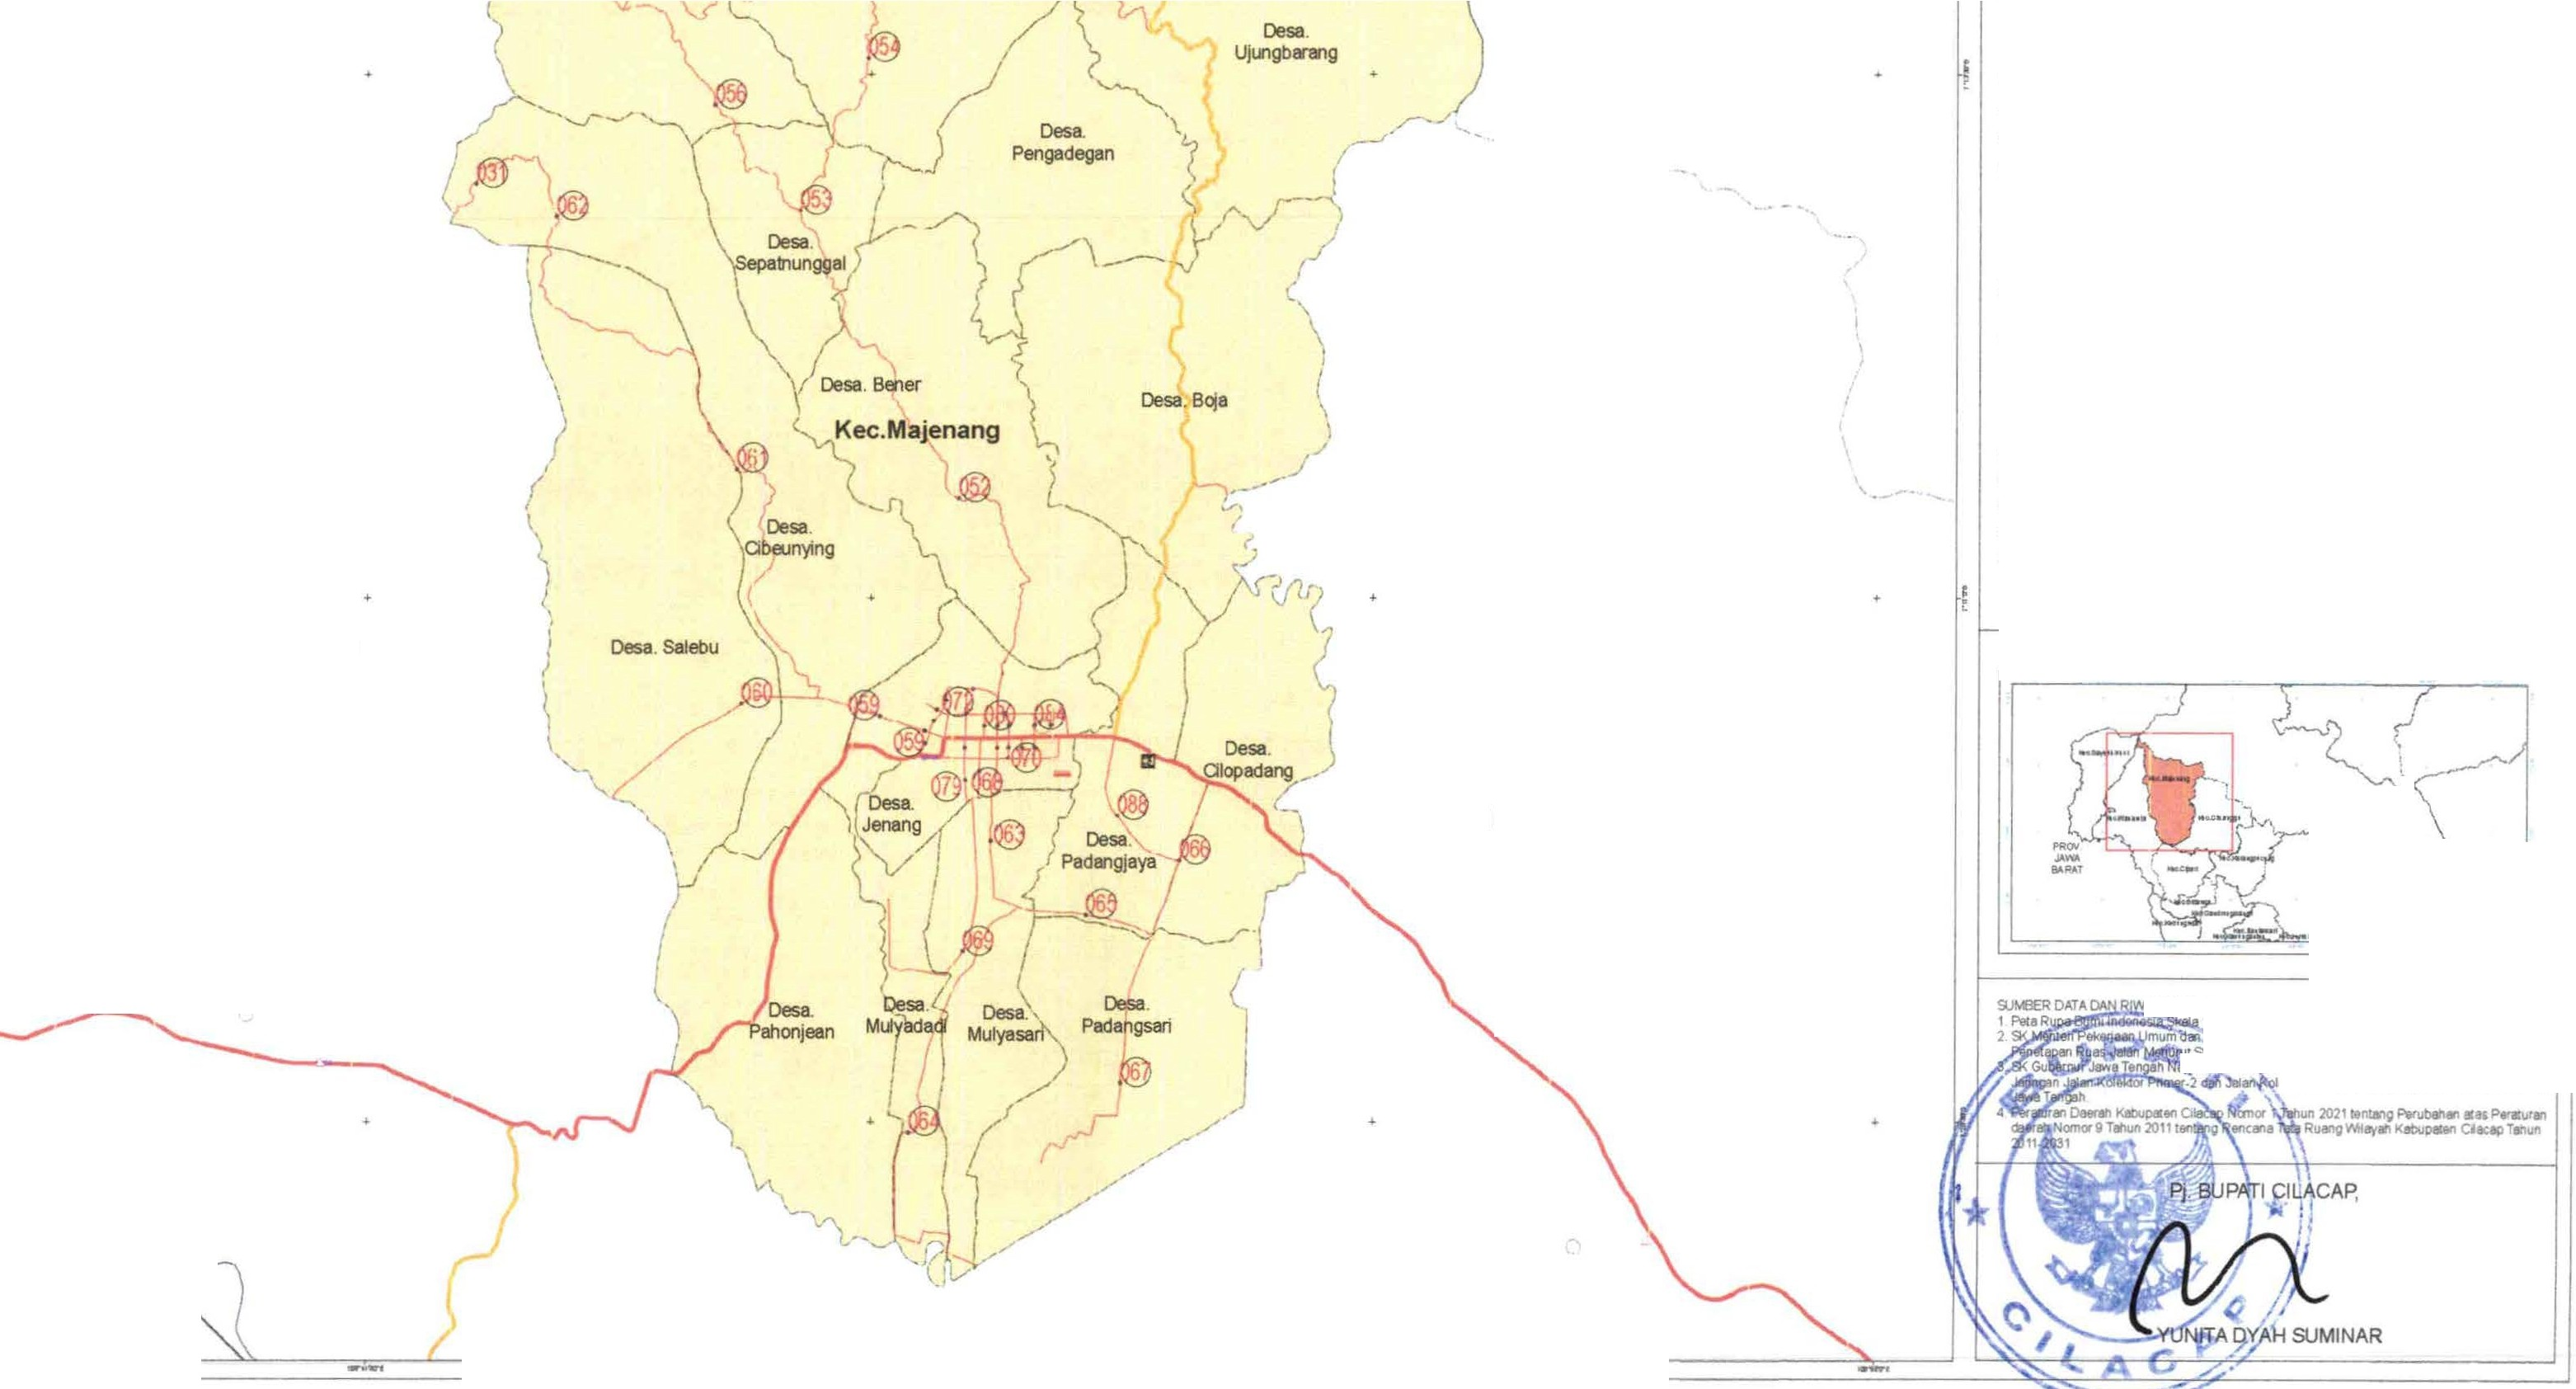 Desa.
Ujungbarang
054
056
Desa.
Pengadegan
031
062
053
Desa.
Sepatnunggal
Desa. Bener
Desa. Boja
Kec.Majenang
061
052
Desa.
Cibeunying
Desa. Salebu
060
059
084
059
070
Desa.
Cilopadang
079
068
Desa.
Jenang
088
063
Desa.
Padangjaya
066
065
069
Desa.
Pahonjean
Desa.
Mulyadadi
Desa.
Mulyasari
Desa.
Padangsari
067
064
PROV.
JAWA
BARAT
Kec.Majenang
Kec.Cipari
SUMBER DATA DAN RIW
1. Peta Rupa Bumi Indonesia Skala
2. SK Menteri Pekerjaan Umum dan
Penetapan Ruas Jalan Menurut S
3. SK Gubernur Jawa Tengah N
Jaringan Jalan Kolektor Primer-2 dan Jalan Kol
Jawa Tengah.
4. Peraturan Daerah Kabupaten Cilacap Nomor 1 Tahun 2021 tentang Perubahan atas Peraturan
daerah Nomor 9 Tahun 2011 tentang Rencana Tata Ruang Wilayah Kabupaten Cilacap Tahun
2011-2031
Pj. BUPATI CILACAP,
YUNITA DYAH SUMINAR
CILACAP